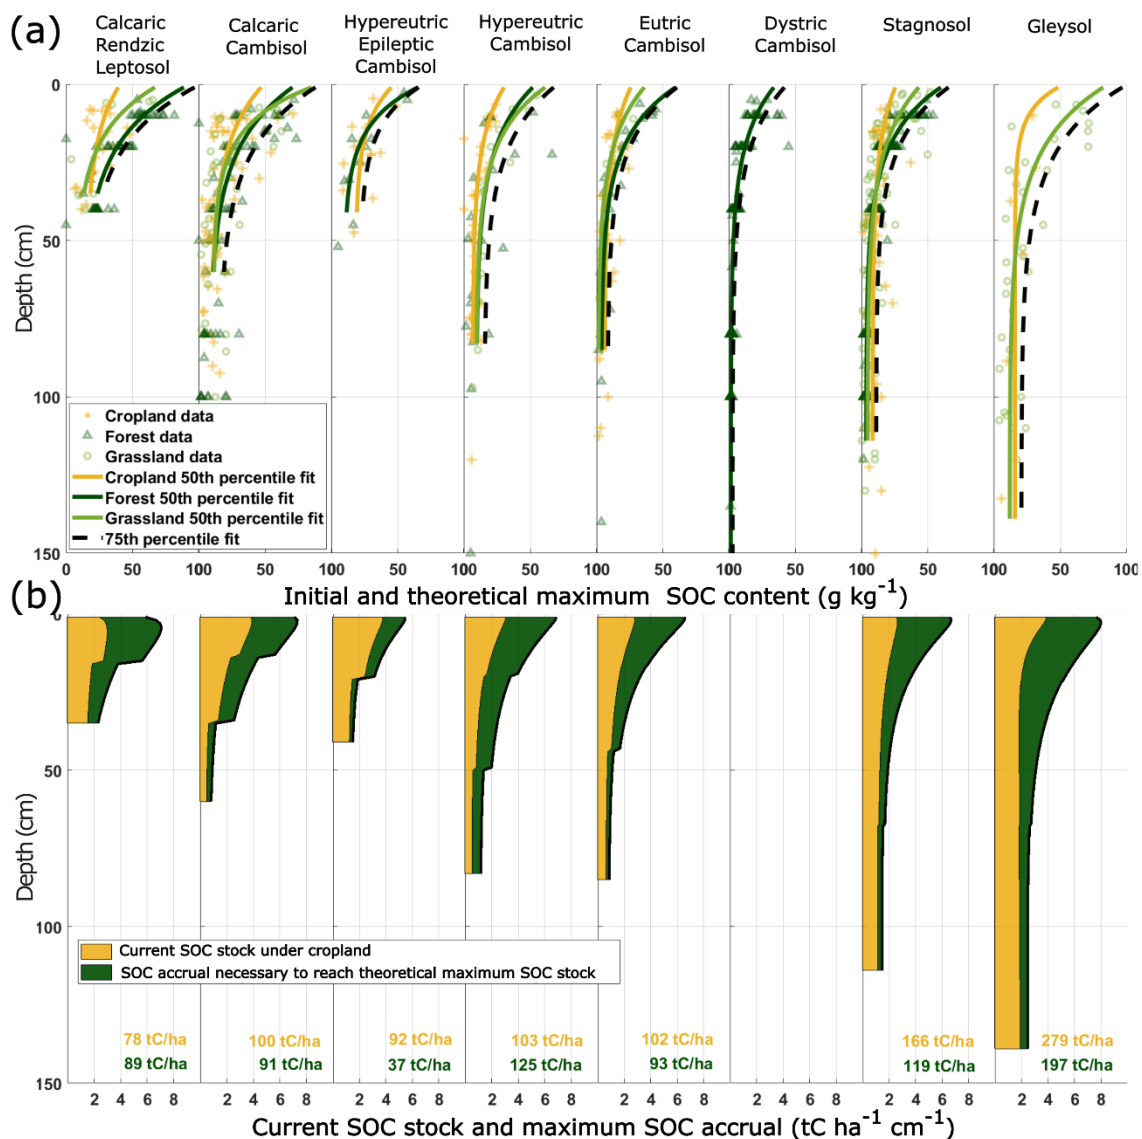 (a)
Calcaric
Rendzic
Leptosol
Calcaric
Cambisol
Hypereutric
Epileptic
Cambisol
Hypereutric
Cambisol
Eutric
Cambisol
Dystric
Cambisol
Stagnosol
Gleysol
0
50
100
150
Depth (cm)
Cropland data
Forest data
Grassland data
Cropland 50th percentile fit
Forest 50th percentile fit
Grassland 50th percentile fit
75th percentile fit
0 50 100 50 100 50 100 50 100 50 100 50 100 50 100 50 100
Initial and theoretical maximum SOC content (g kg⁻¹)
(b)
0
50
100
150
Depth (cm)
Current SOC stock under cropland
SOC accrual necessary to reach theoretical maximum SOC stock
78 tC/ha 100 tC/ha 92 tC/ha 103 tC/ha 102 tC/ha 166 tC/ha 279 tC/ha
89 tC/ha 91 tC/ha 37 tC/ha 125 tC/ha 93 tC/ha 119 tC/ha 197 tC/ha
2 4 6 8 2 4 6 8 2 4 6 8 2 4 6 8 2 4 6 8 2 4 6 8 2 4 6 8 2 4 6 8
Current SOC stock and maximum SOC accrual (tC ha⁻¹ cm⁻¹)